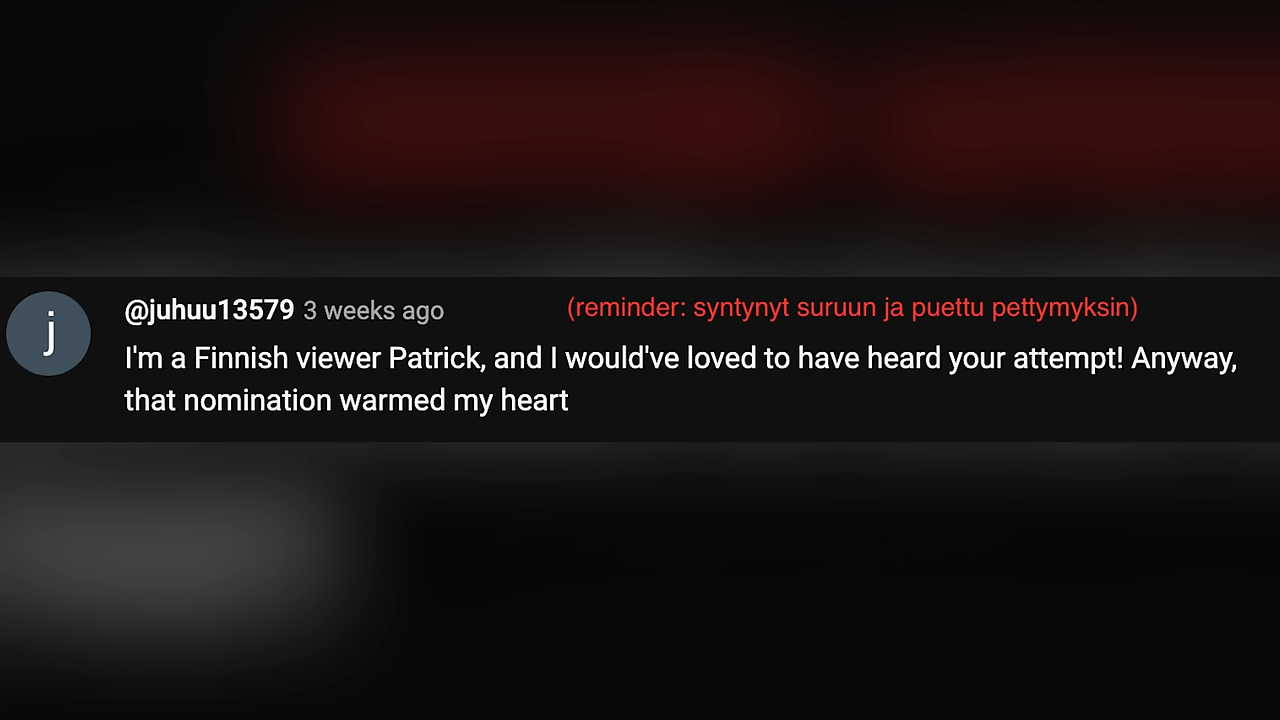 j
@juhuu13579 3 weeks ago (reminder: syntynyt suruun ja puettu pettymyksin)
I'm a Finnish viewer Patrick, and I would've loved to have heard your attempt! Anyway,
that nomination warmed my heart